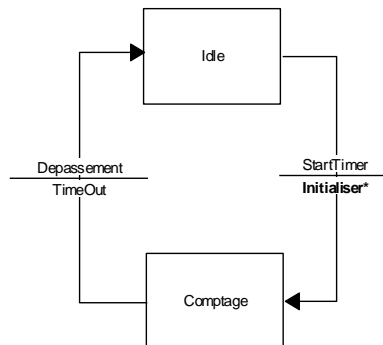 Idle
Depassement
TimeOut
StartTimer
Initialiser*
Comptage